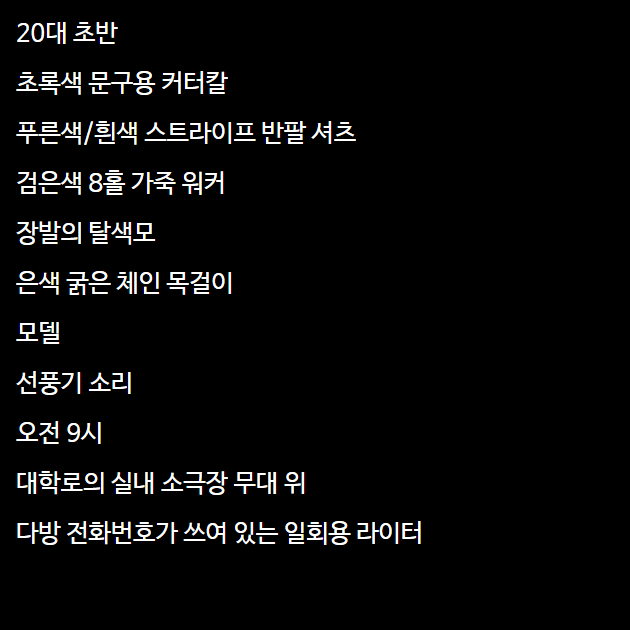 20대 초반
초록색 문구용 커터칼
푸른색/흰색 스트라이프 반팔 셔츠
검은색 8홀 가죽 워커
장발의 탈색모
은색 굵은 체인 목걸이
모델
선풍기 소리
오전 9시
대학로의 실내 소극장 무대 위
다방 전화번호가 쓰여 있는 일회용 라이터